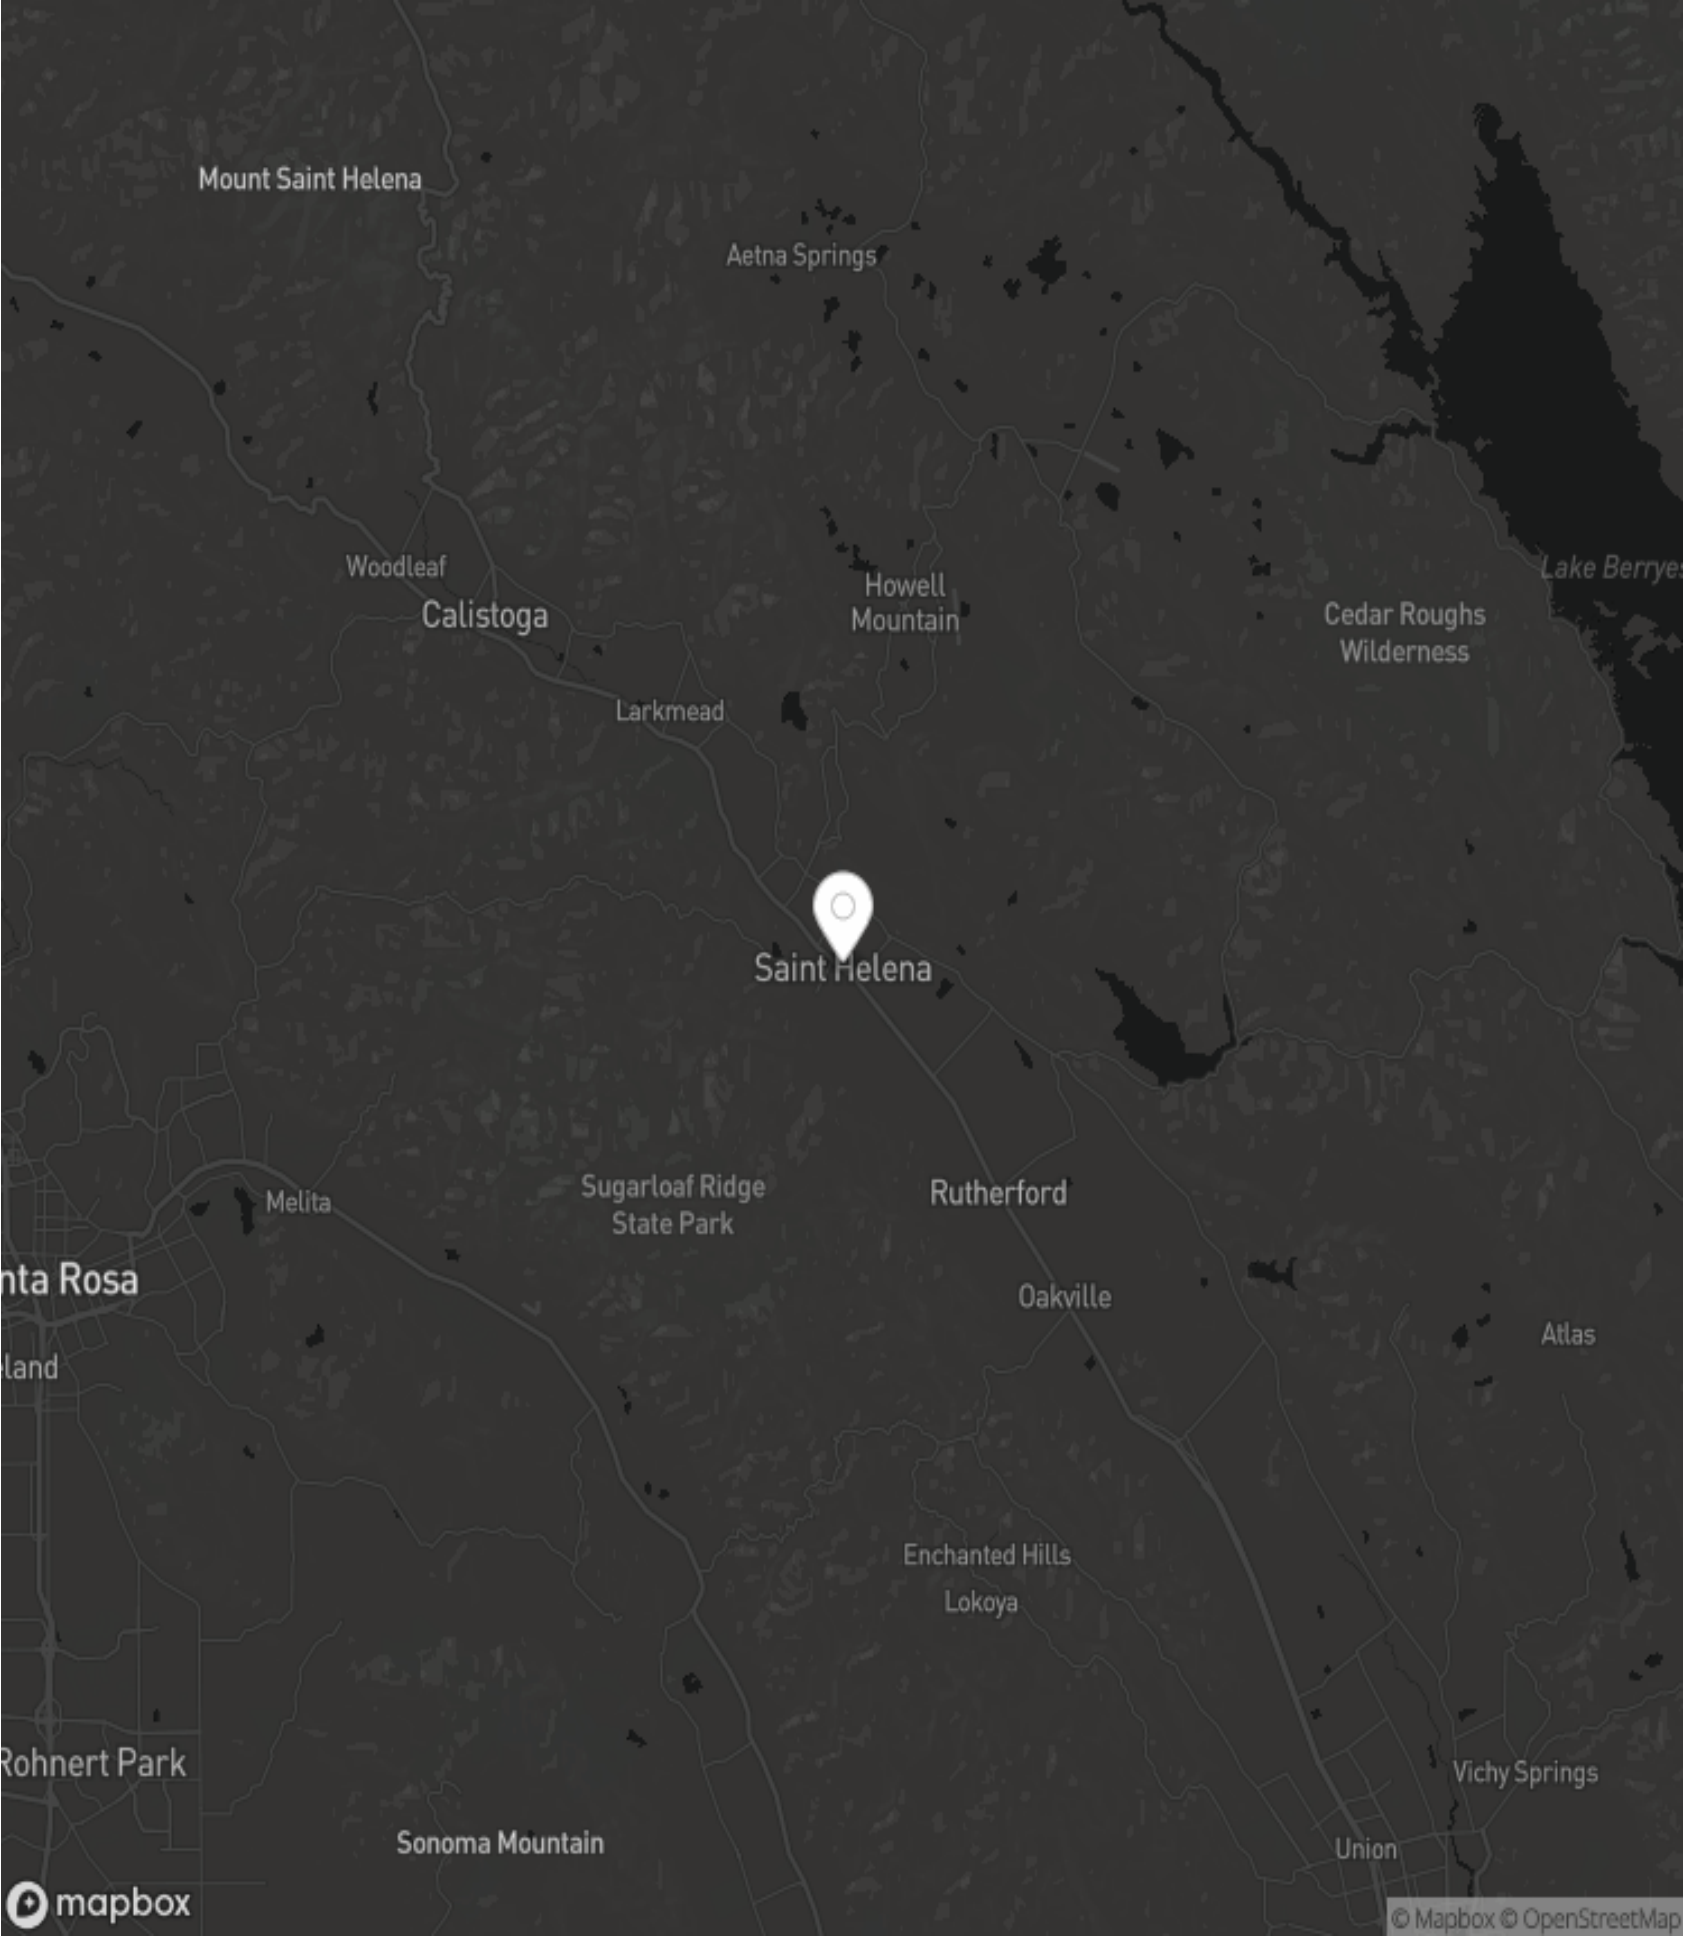 Mount Saint Helena
Aetna Springs
Woodleaf
Howell
Mountain
Lake Berryes
Calistoga
Cedar Roughs
Wilderness
Larkmead
Saint Helena
Sugarloaf Ridge
State Park
Rutherford
Melita
nta Rosa
Oakville
Atlas
eland
Enchanted Hills
Lokoya
Rohnert Park
Vichy Springs
Sonoma Mountain
Union
mapbox
© Mapbox © OpenStreetMap